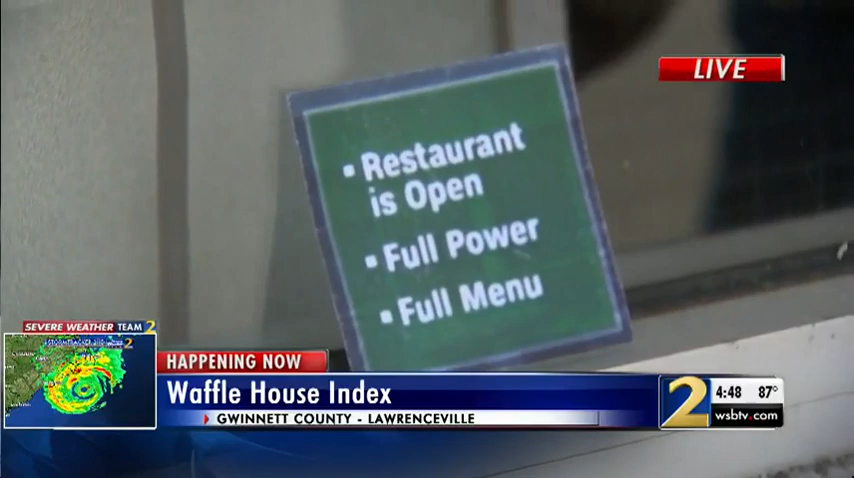 LIVE
▪ Restaurant
is Open
▪ Full Power
▪ Full Menu
SEVERE WEATHER TEAM 2
HAPPENING NOW
Waffle House Index
GWINNETT COUNTY - LAWRENCEVILLE
2
4:48 87°
wsbtv.com